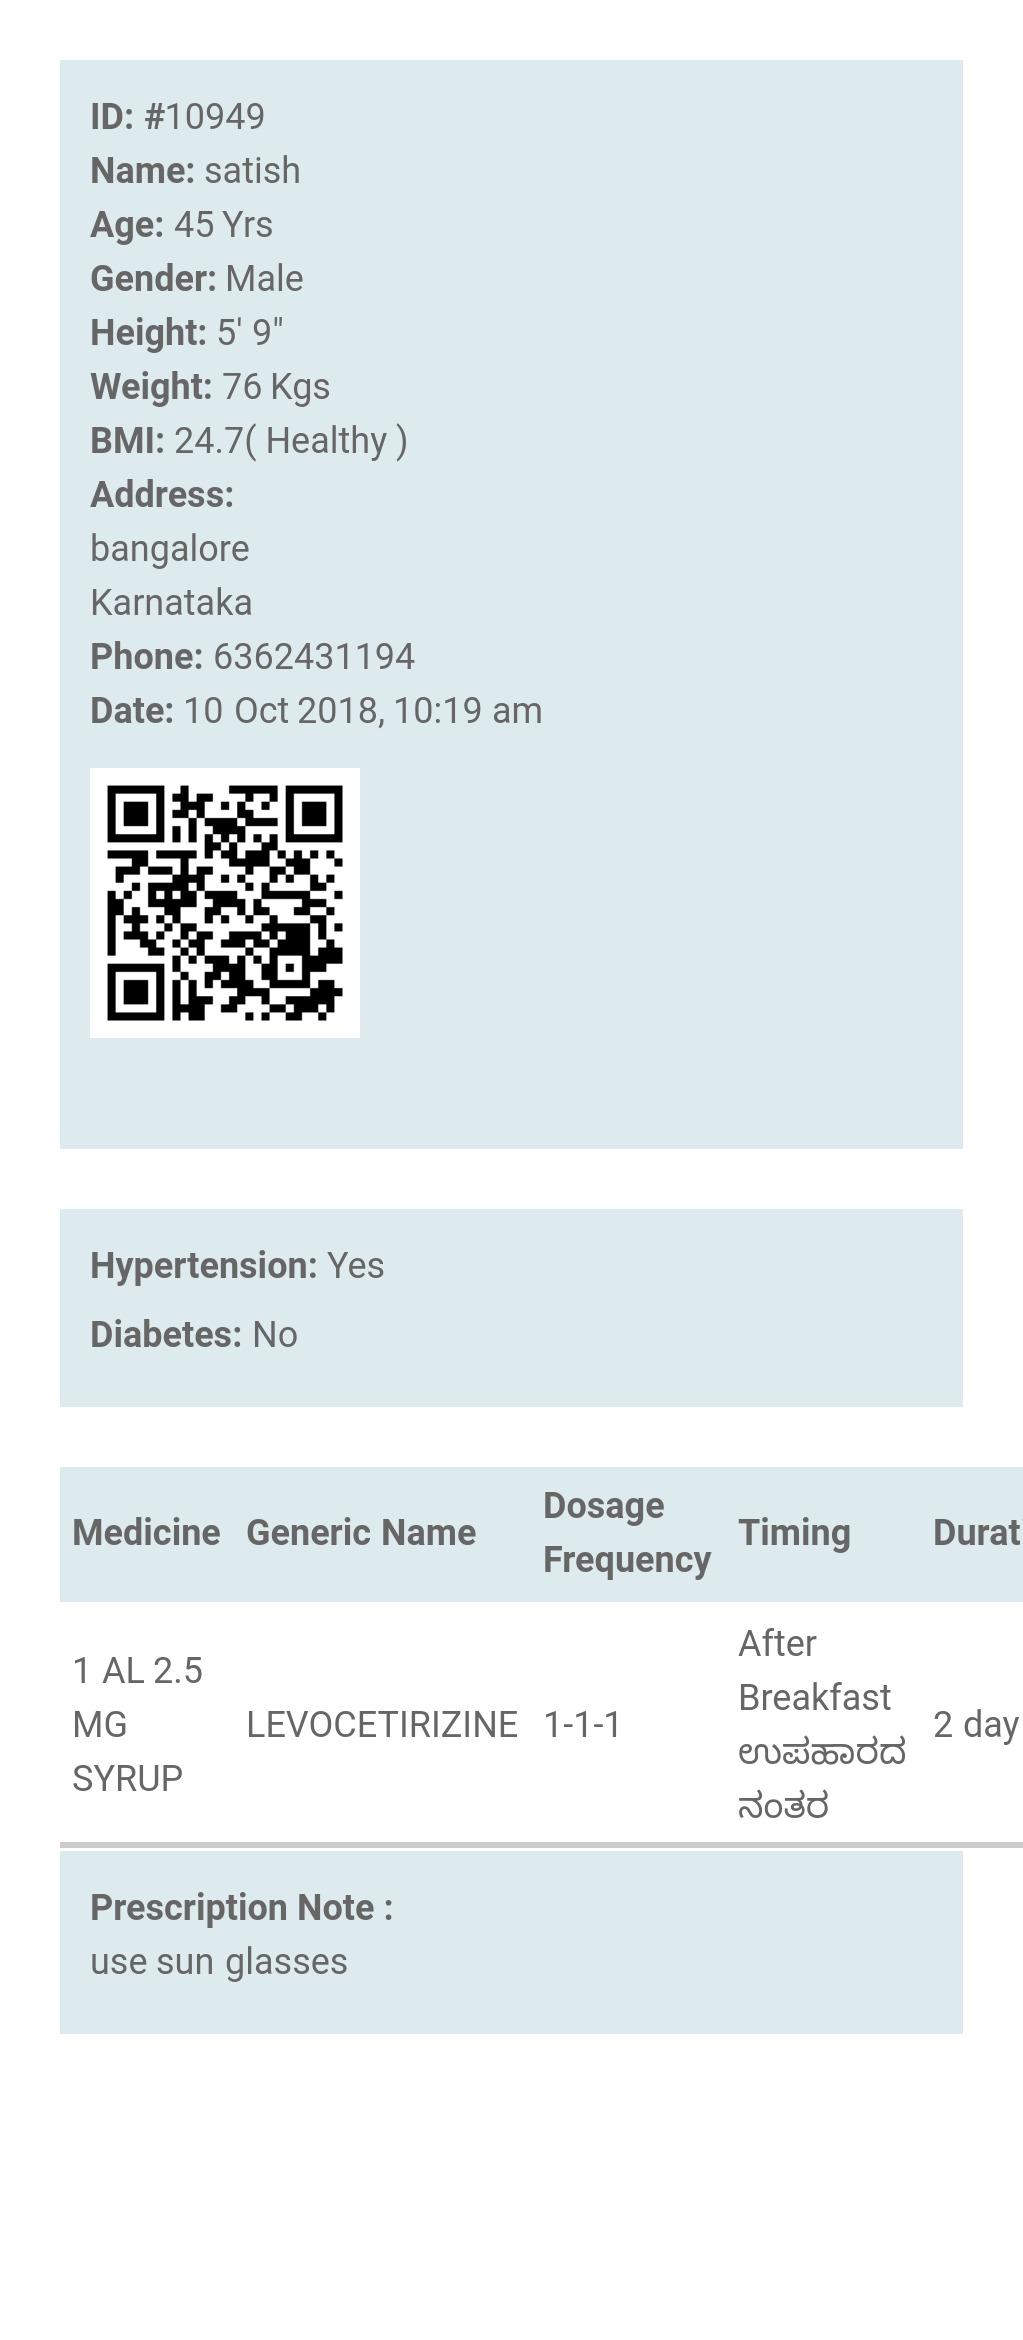 ID: #10949
Name: satish
Age: 45 Yrs
Gender: Male
Height: 5' 9"
Weight: 76 Kgs
BMI: 24.7( Healthy )
Address:
bangalore
Karnataka
Phone: 6362431194
Date: 10 Oct 2018, 10:19 am
Hypertension: Yes
Diabetes: No
Medicine Generic Name Dosage Frequency Timing
1 AL 2.5 MG SYRUP LEVOCETIRIZINE 1-1-1 After Breakfast ಉಪಹಾರದ ನಂತರ 2 day
Prescription Note :
use sun glasses